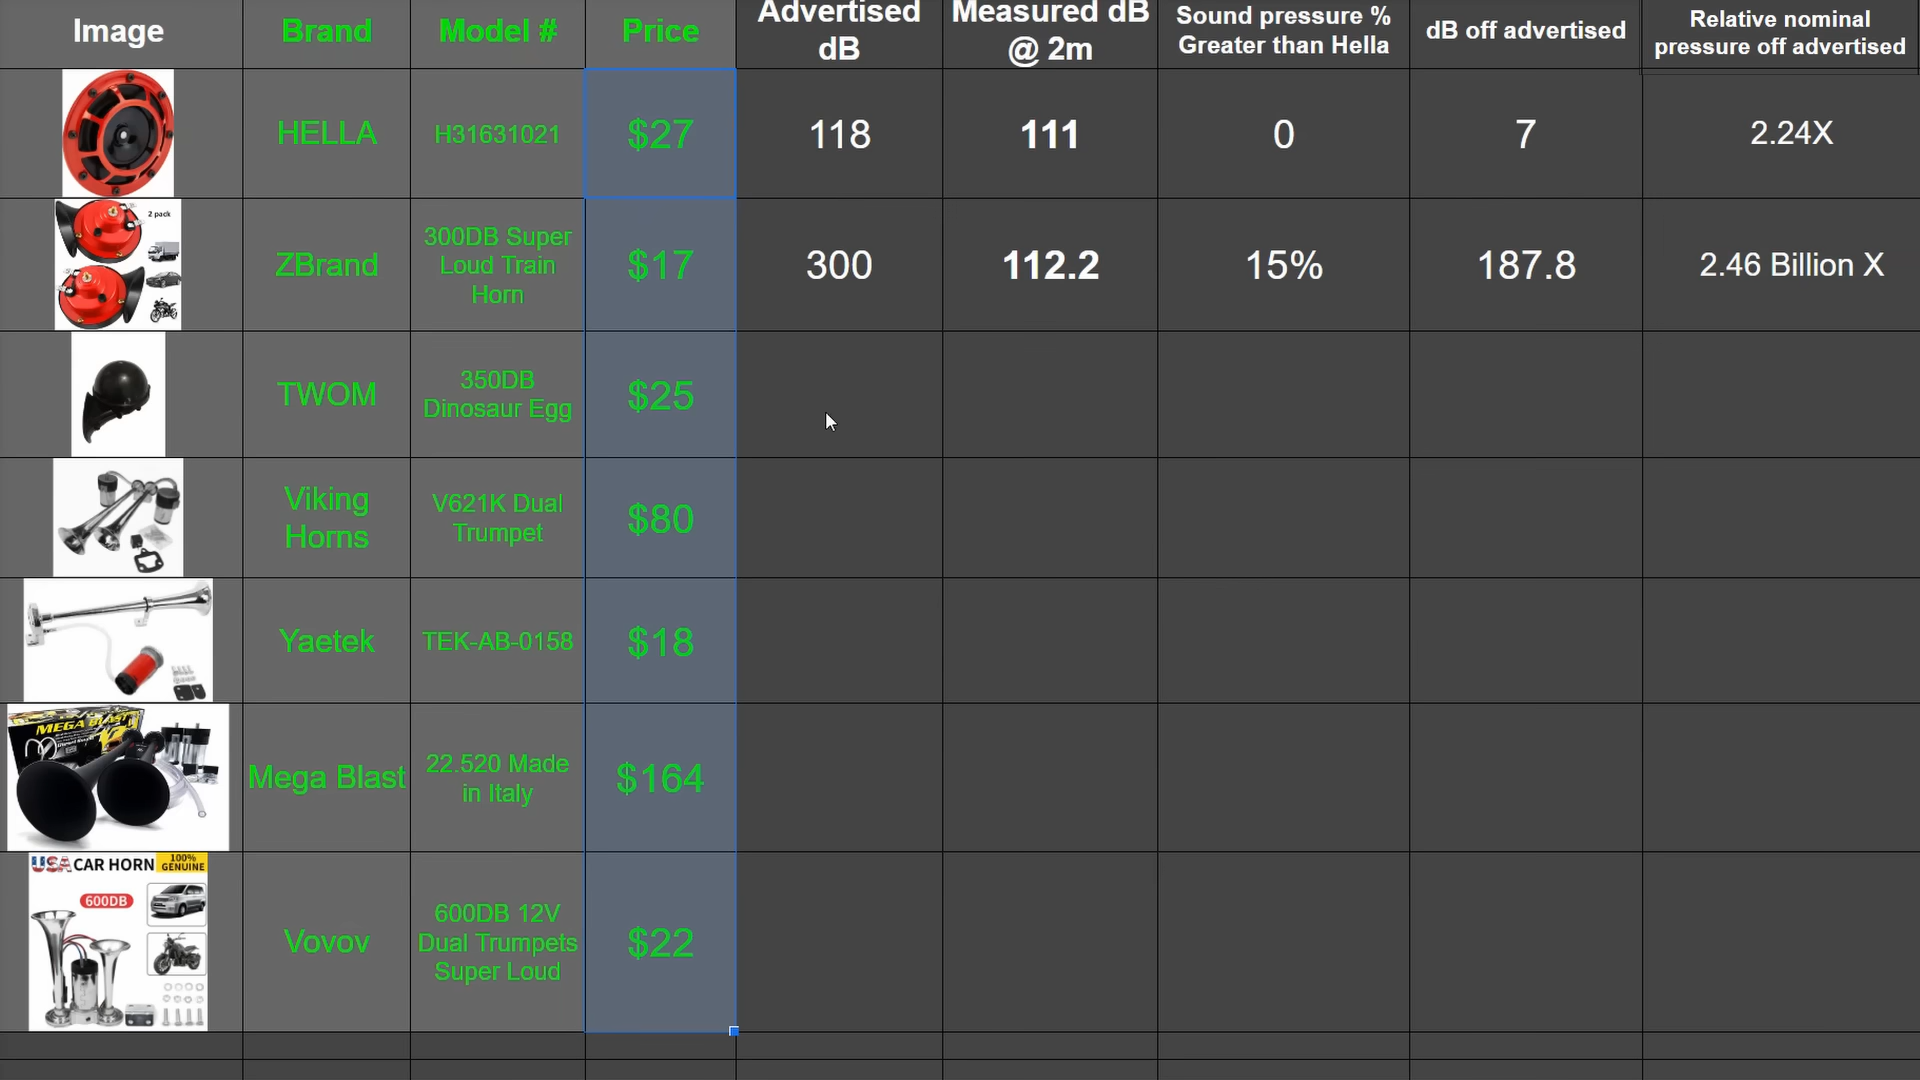 Image
Brand
Model #
Price
Advertised
dB
Measured dB
@ 2m
Sound pressure %
Greater than Hella
dB off advertised
Relative nominal
pressure off advertised
HELLA
H31631021
$27
118
111
0
7
2.24X
2 pack
ZBrand
300DB Super
Loud Train
Horn
$17
300
112.2
15%
187.8
2.46 Billion X
TWOM
350DB
Dinosaur Egg
$25
Viking
Horns
V621K Dual
Trumpet
$80
Yaetek
TEK-AB-0158
$18
MEGA BLAST
Mega Blast
22.520 Made
in Italy
$164
USA CAR HORN
100%
GENUINE
600DB
Vovov
600DB 12V
Dual Trumpets
Super Loud
$22